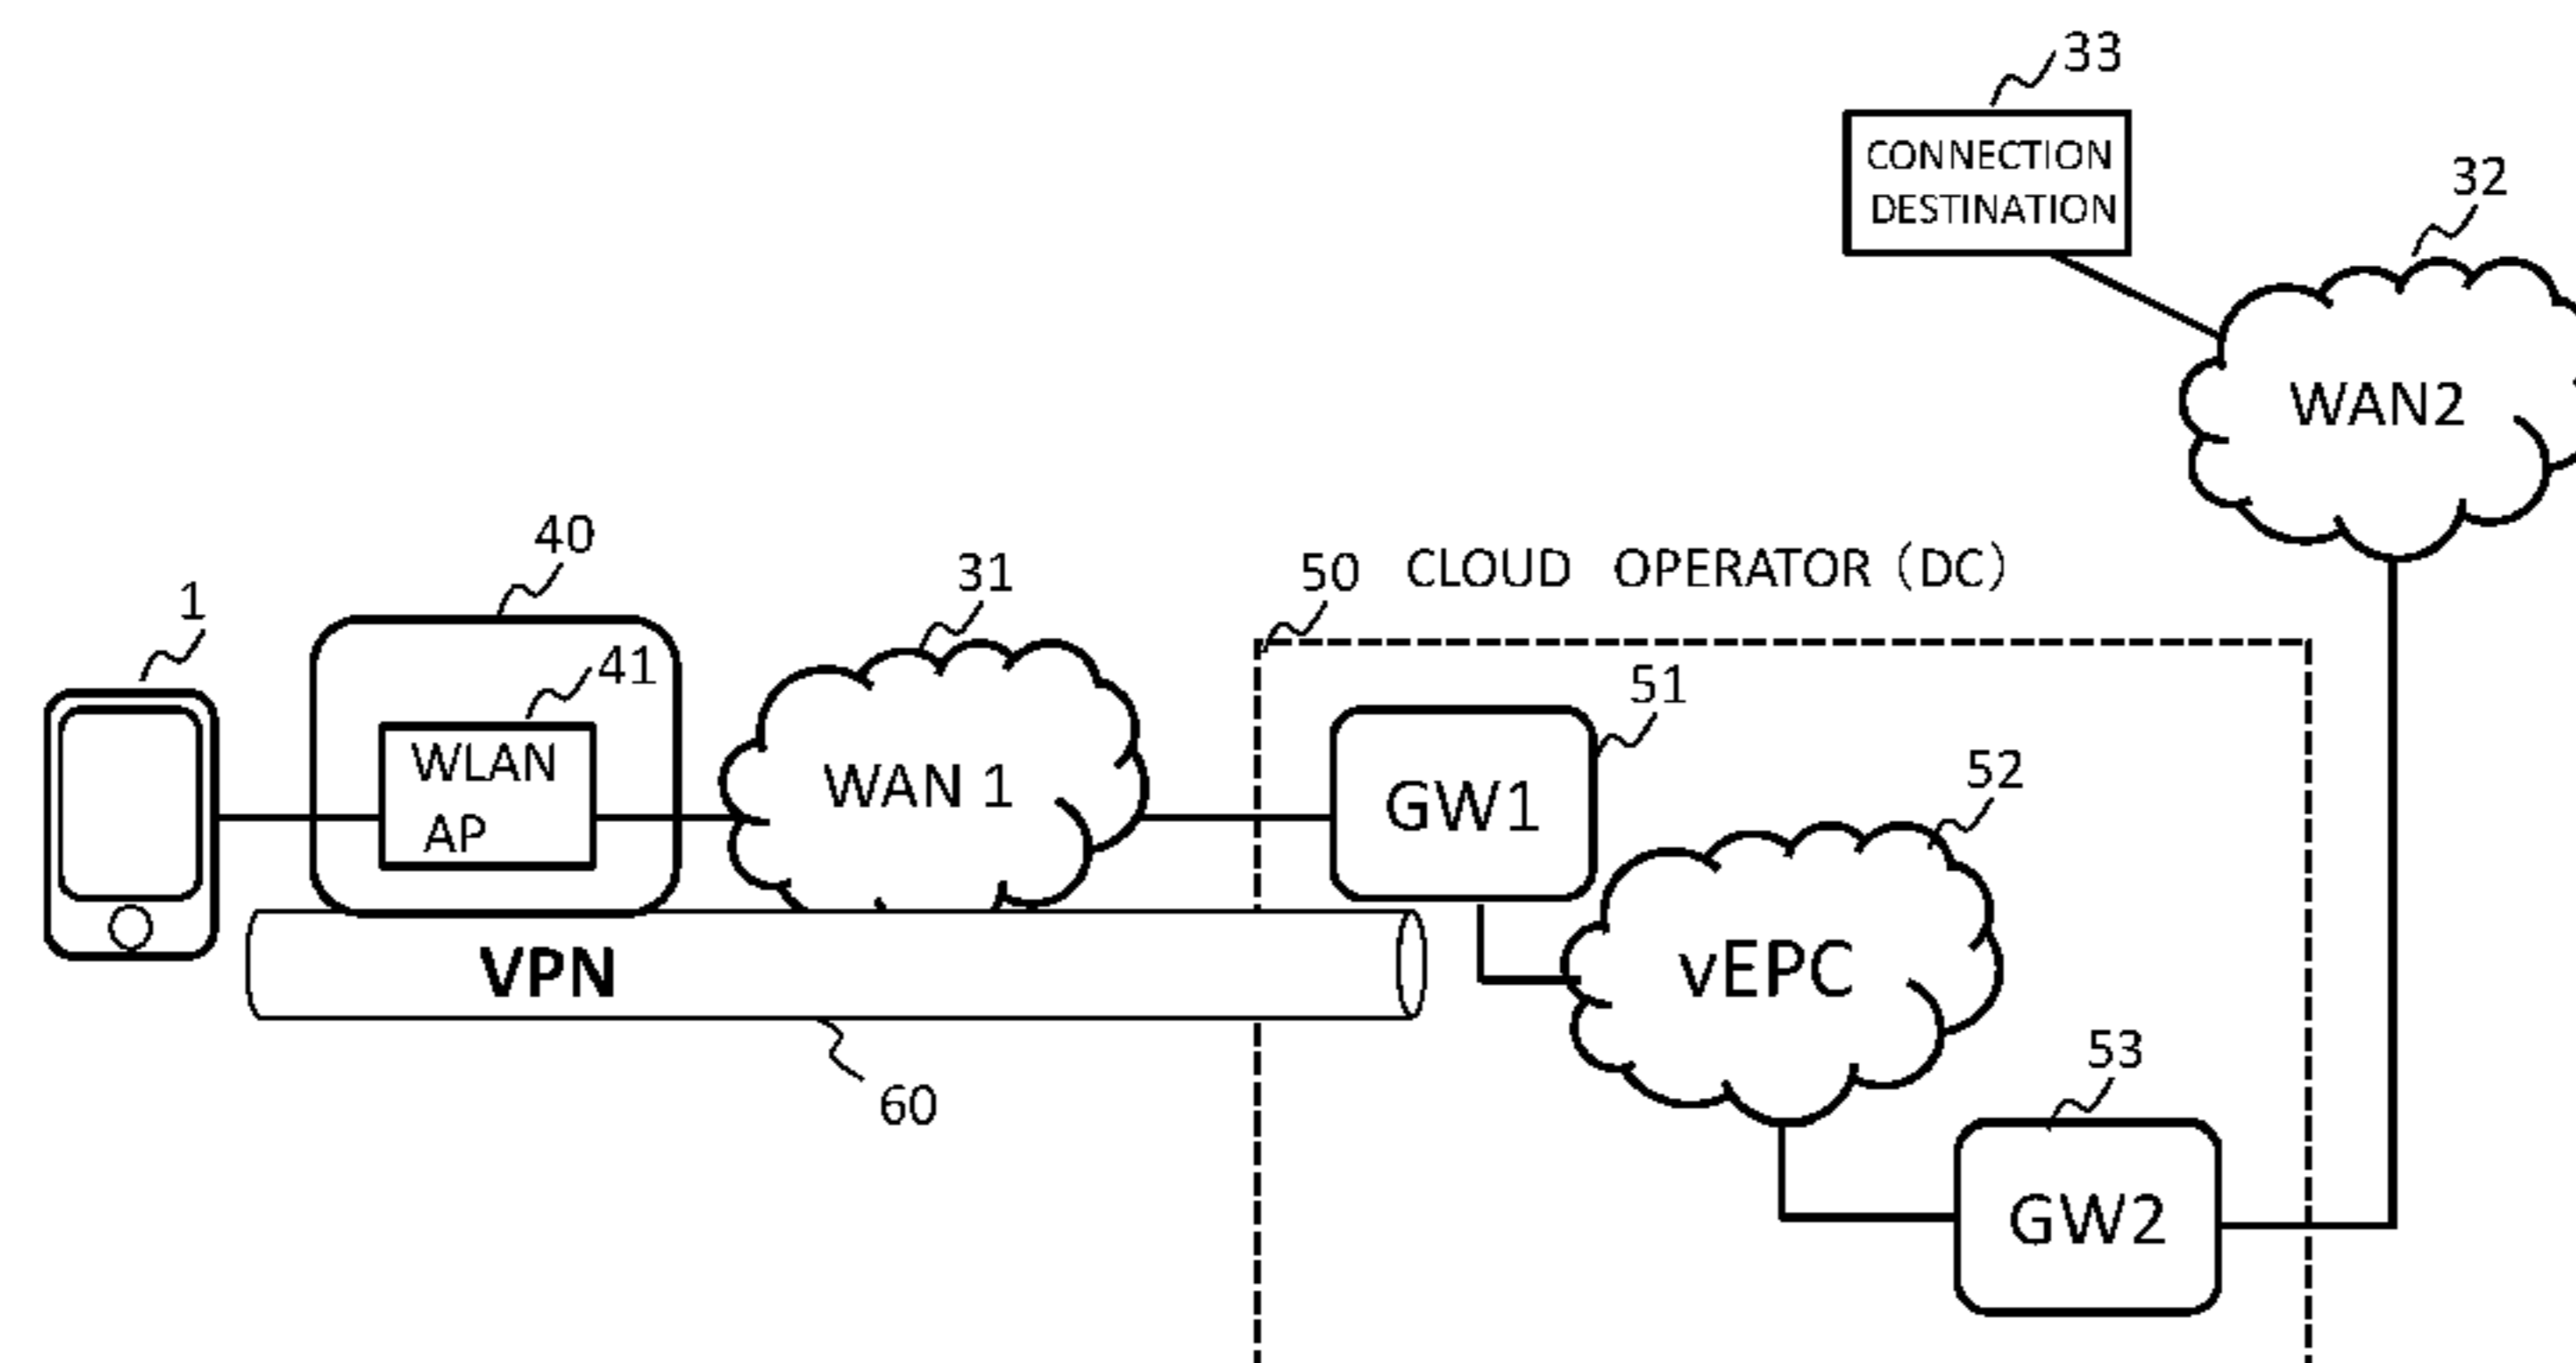 33
CONNECTION
DESTINATION
32
WAN2
40
31
50 CLOUD OPERATOR (DC)
1
41
51
WLAN
AP
WAN 1
GW1
52
VPN
vEPC
60
53
GW2